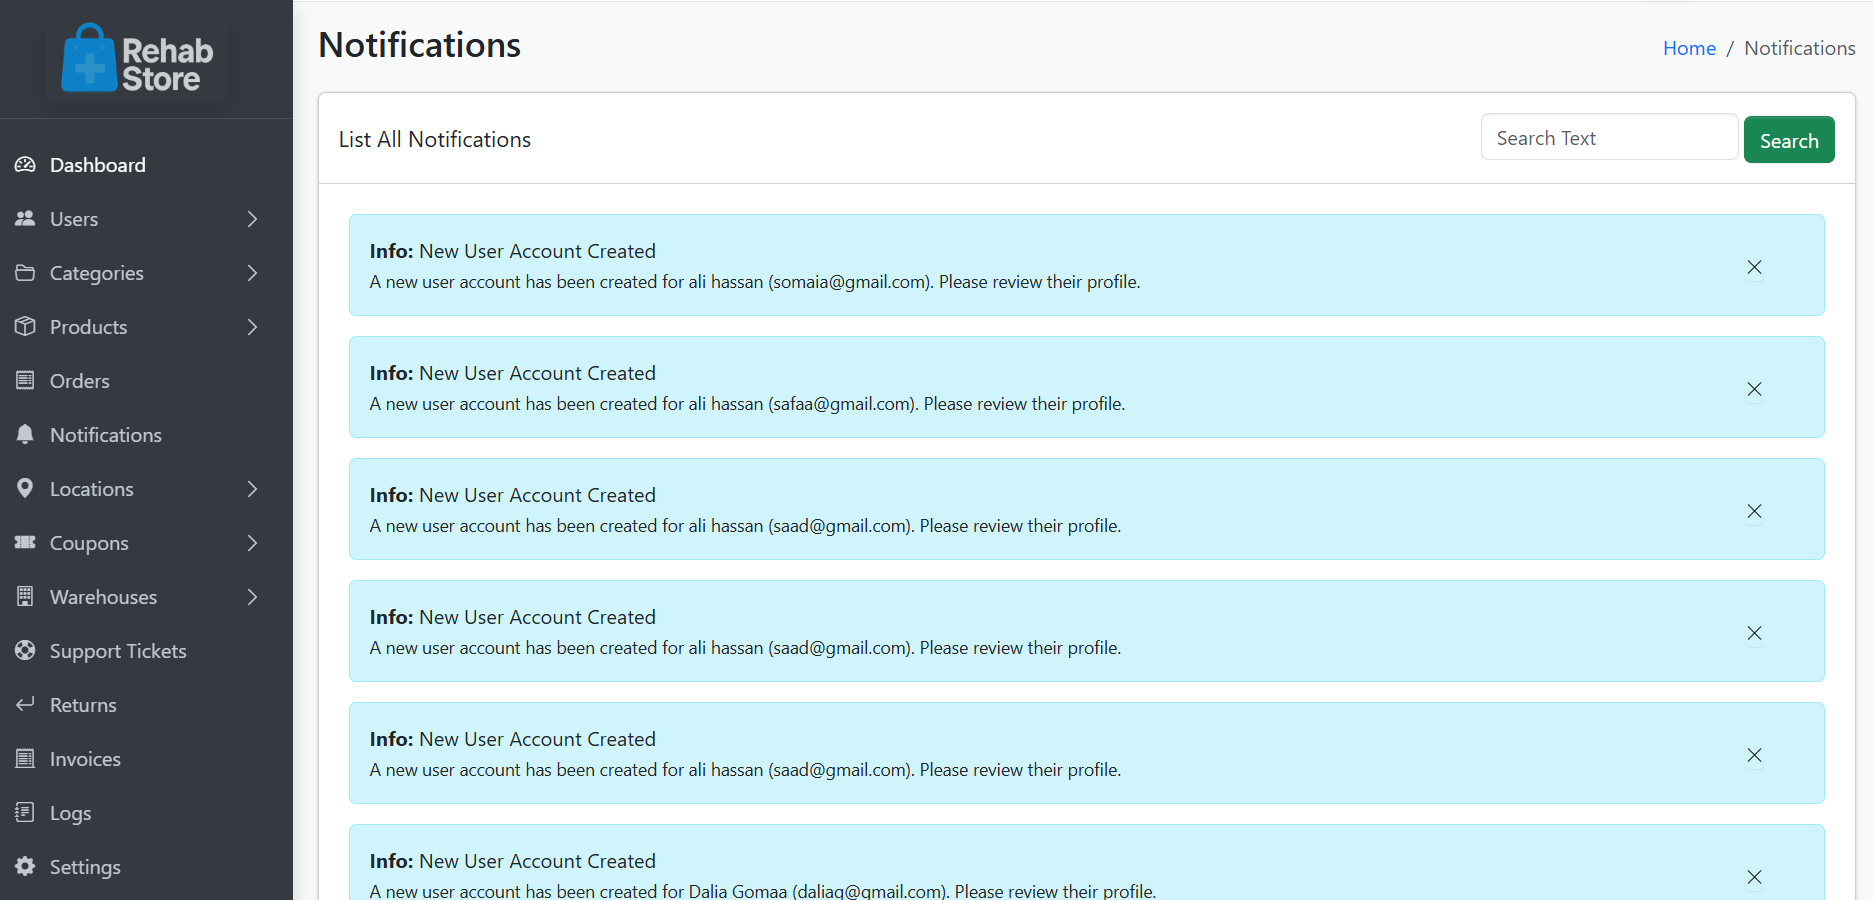 Rehab
Store
Dashboard
Users
Categories
Products
Orders
Notifications
Locations
Coupons
Warehouses
Support Tickets
Returns
Invoices
Logs
Settings
Notifications
Home / Notifications
List All Notifications
Search Text
Search
Info: New User Account Created
A new user account has been created for ali hassan (somaia@gmail.com). Please review their profile.
Info: New User Account Created
A new user account has been created for ali hassan (safaa@gmail.com). Please review their profile.
Info: New User Account Created
A new user account has been created for ali hassan (saad@gmail.com). Please review their profile.
Info: New User Account Created
A new user account has been created for ali hassan (saad@gmail.com). Please review their profile.
Info: New User Account Created
A new user account has been created for ali hassan (saad@gmail.com). Please review their profile.
Info: New User Account Created
A new user account has been created for Dalia Gomaa (daliag@gmail.com). Please review their profile.